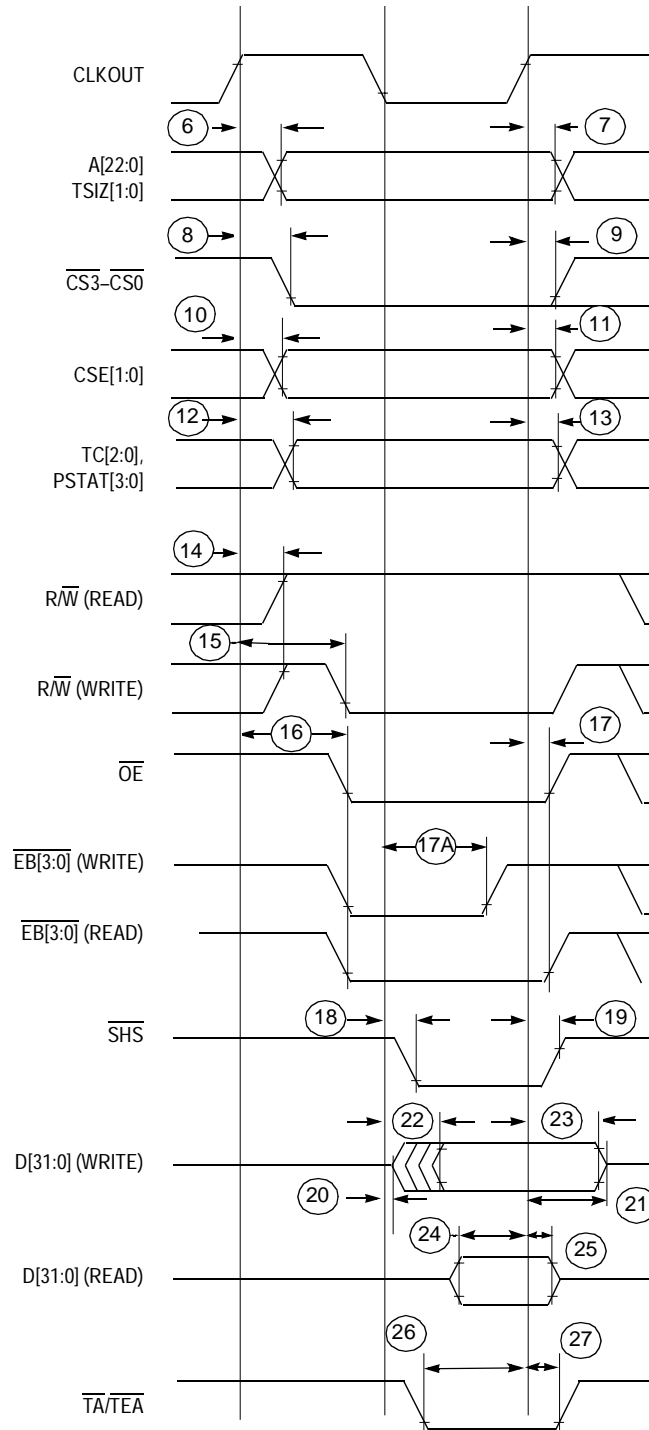 CLKOUT
6 7
A[22:0]
TSIZ[1:0]
8 9
CS3–CS0
10 11
CSE[1:0]
12 13
TC[2:0],
PSTAT[3:0]
14
R/W (READ)
15
R/W (WRITE)
16 17
OE
17A
EB[3:0] (WRITE)
EB[3:0] (READ)
18 19
SHS
22 23
D[31:0] (WRITE)
20 21
24 25
D[31:0] (READ)
26 27
TA/TEA